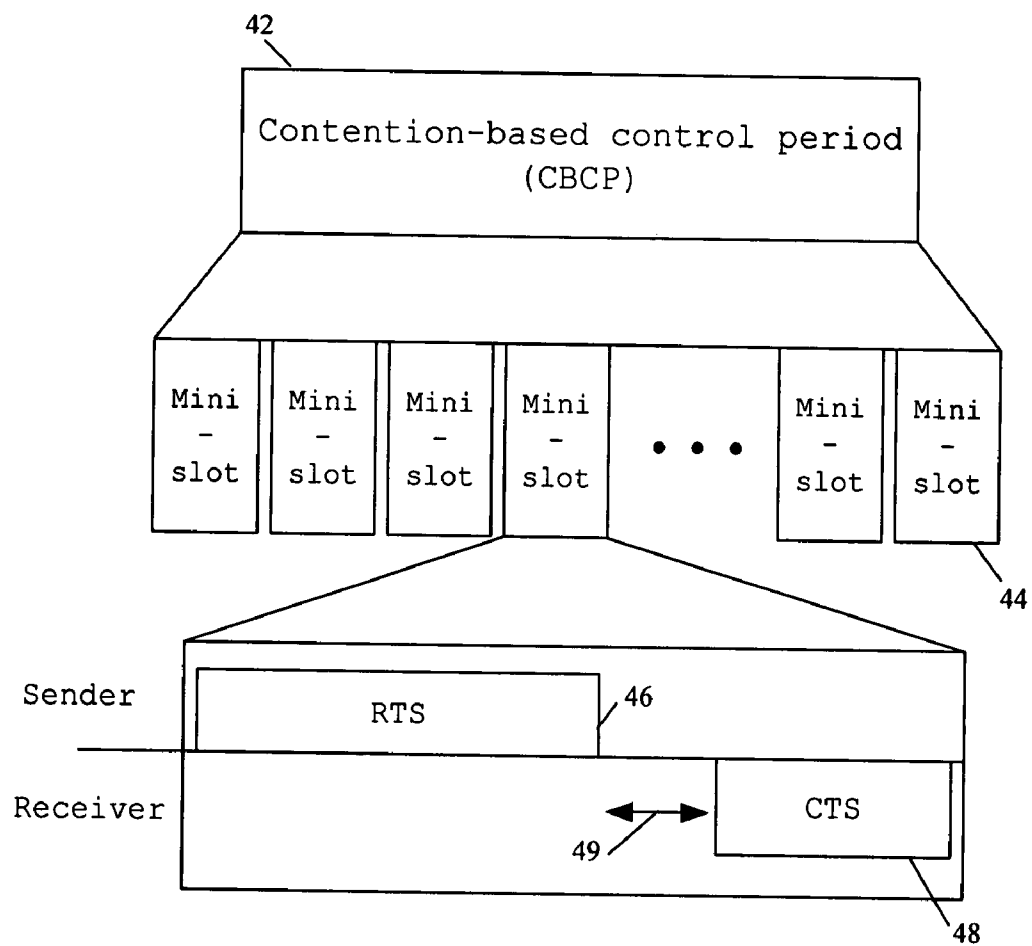 42
Contention-based control period
(CBCP)
Mini
-
slot
Mini
-
slot
Mini
-
slot
Mini
-
slot
Mini
-
slot
Mini
-
slot
44
Sender
RTS
46
Receiver
CTS
49
48